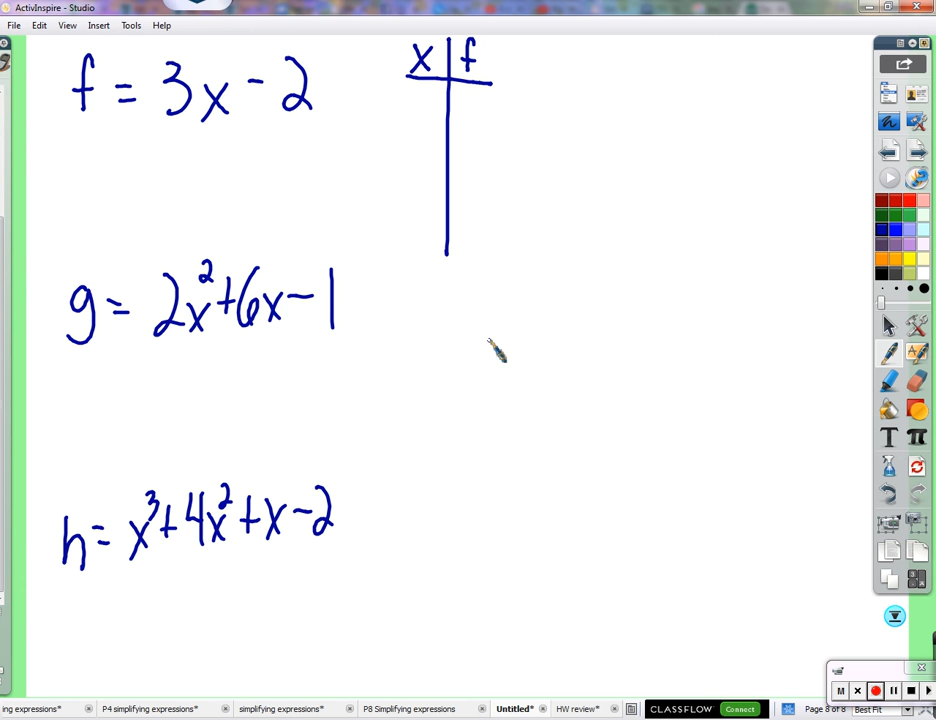 ActivInspire - Studio
File Edit View Insert Tools Help
f = 3x - 2
x f
g = 2x²+6x-1
h = x³+4x²+x-2
M
ing expressions* P4 simplifying expressions* simplifying expressions* P8 Simplifying expressions Untitled* HW review* CLASSFLOW Connect Page 8 of 8 Best Fit